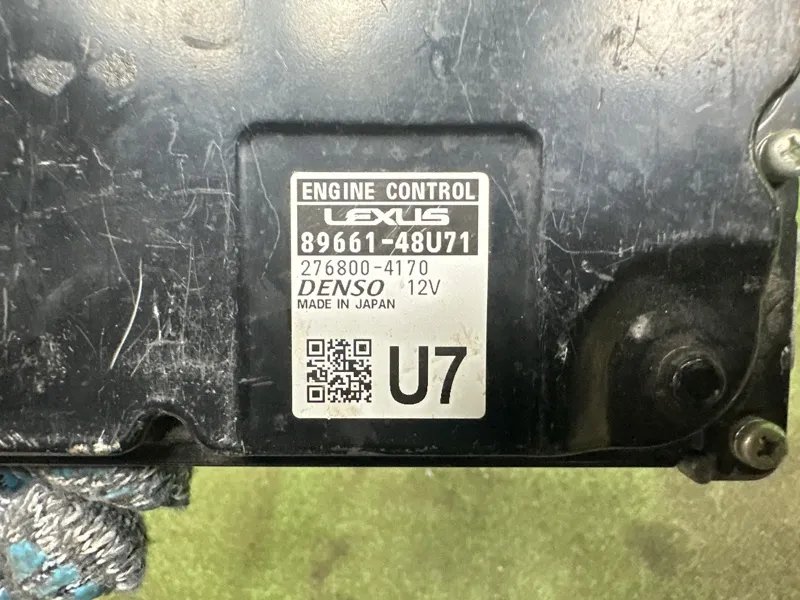 ENGINE CONTROL
LEXUS
89661-48U71
276800-4170
DENSO 12V
MADE IN JAPAN
U7